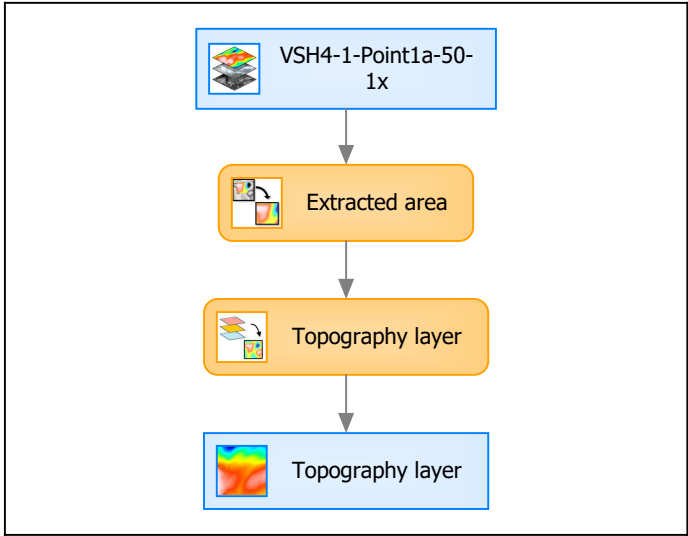 VSH4-1-Point1a-50-
1x
Extracted area
Topography layer
Topography layer